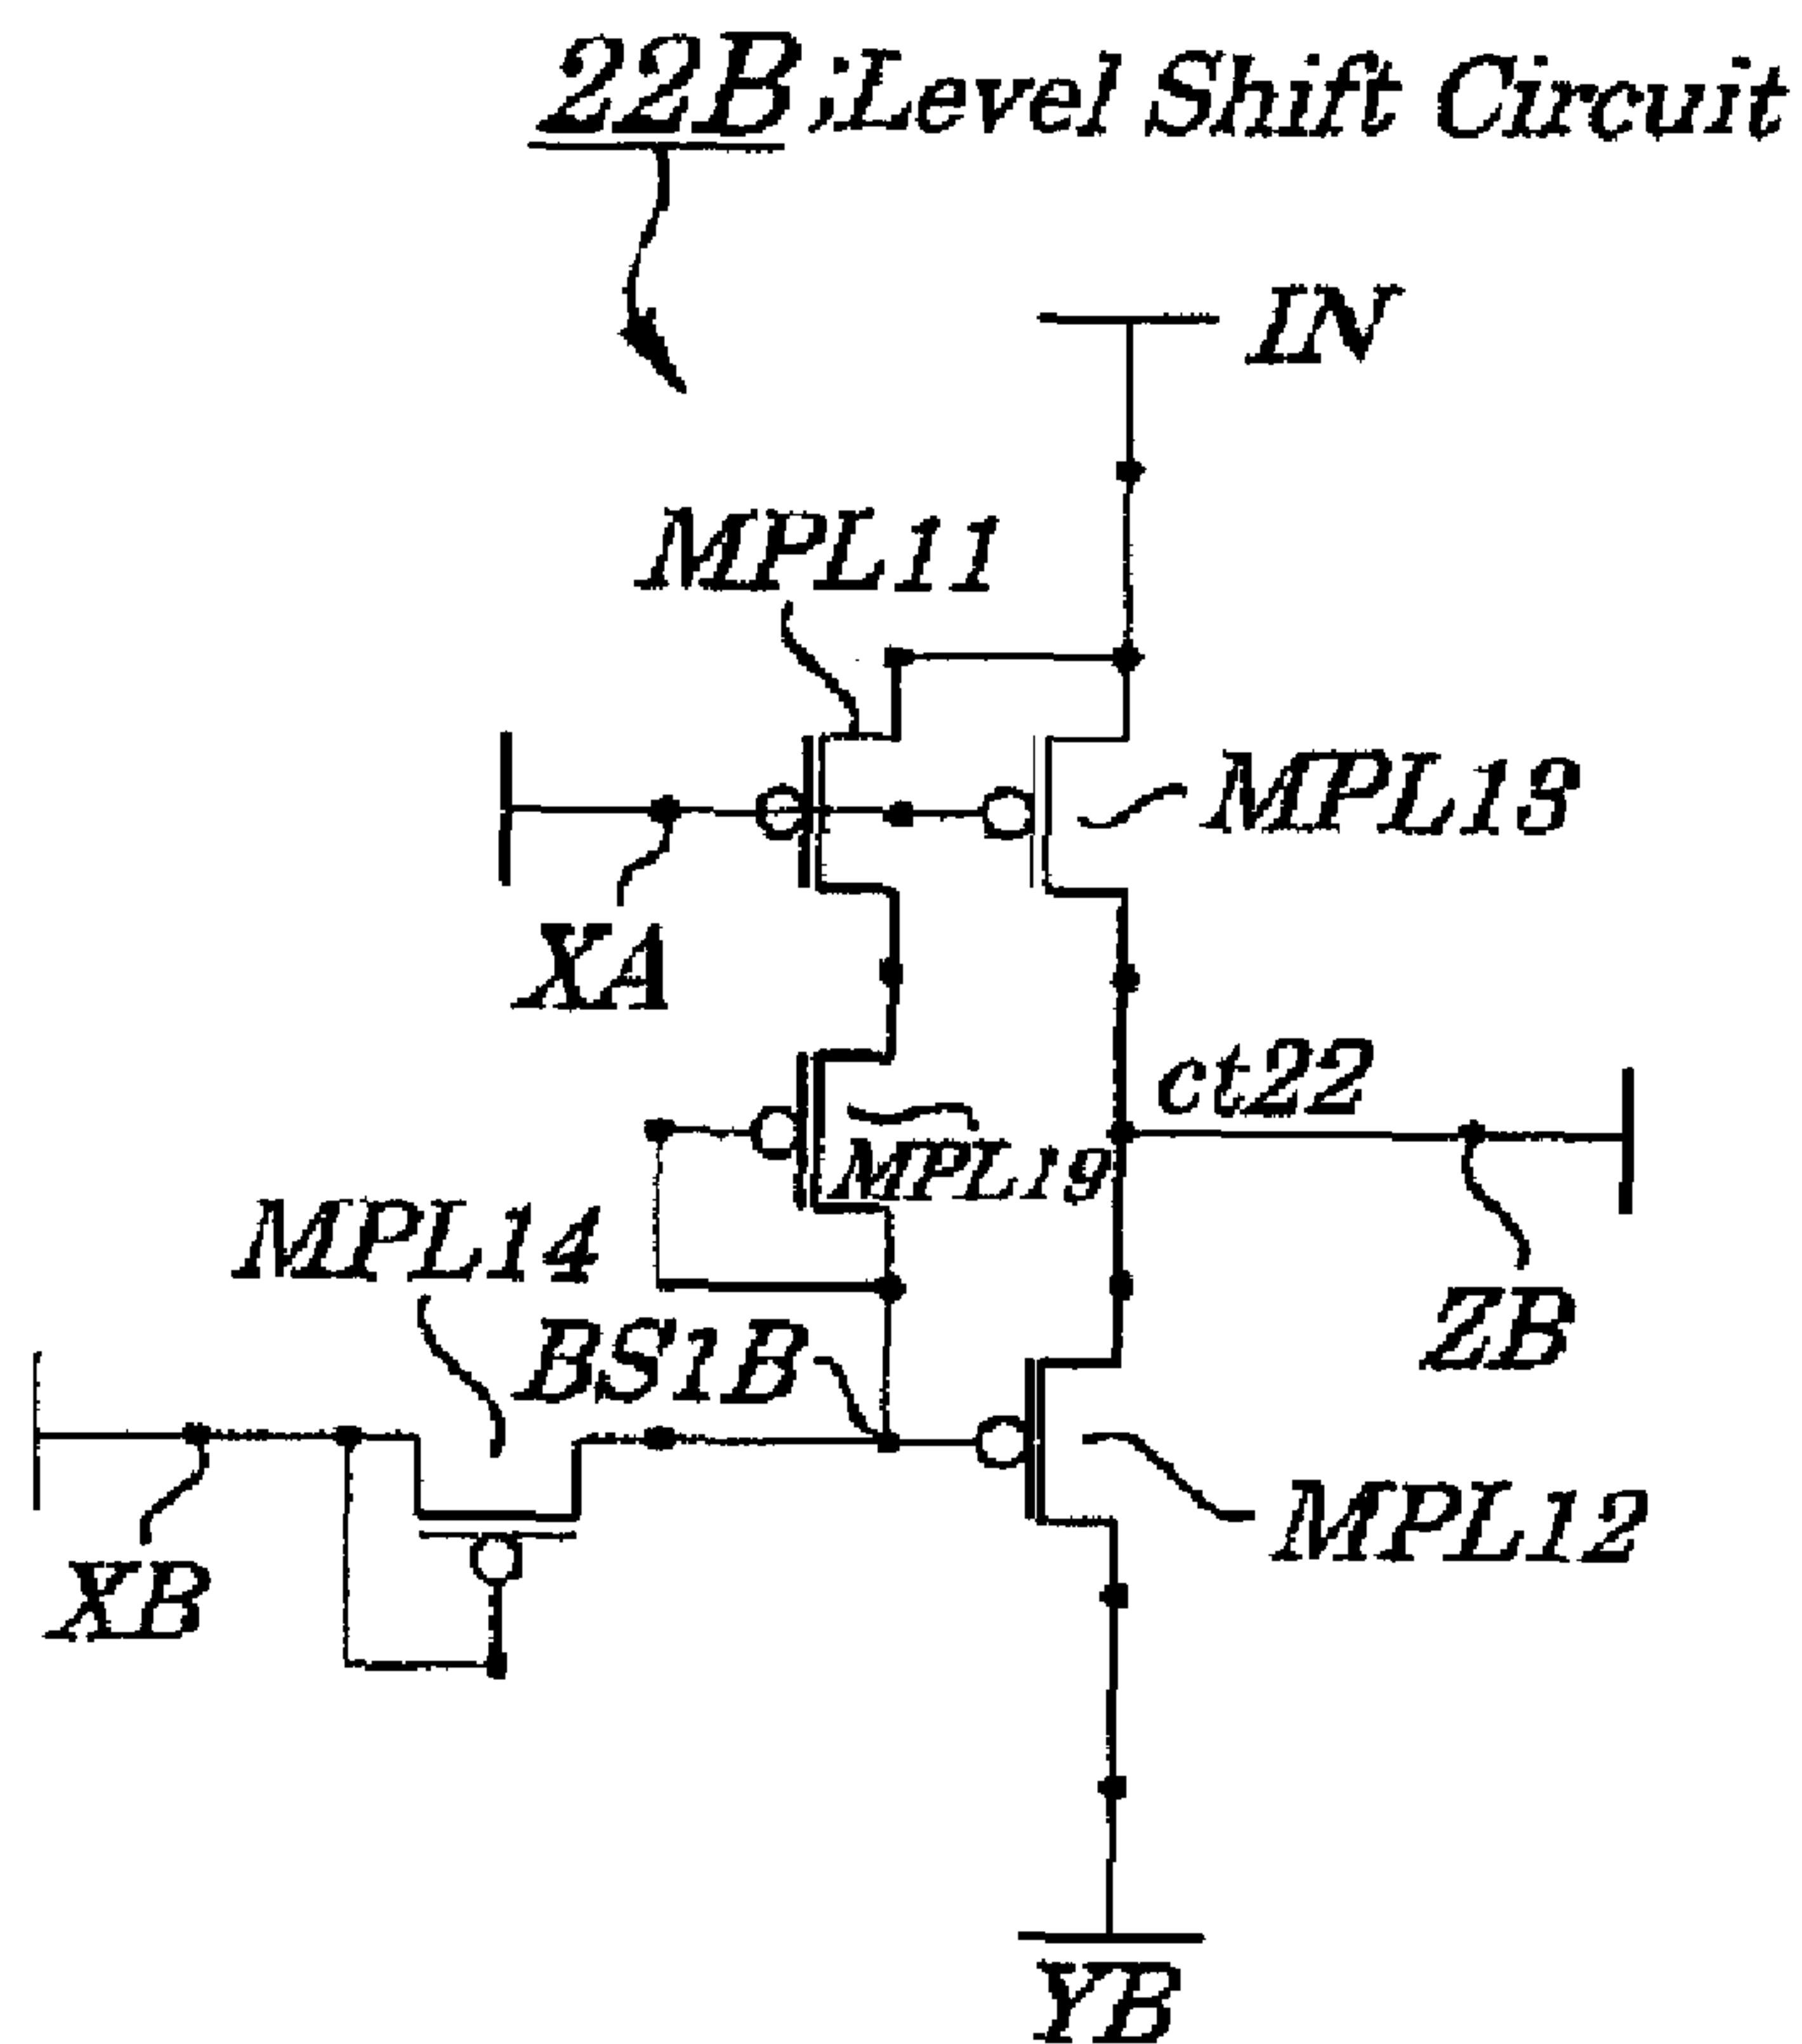 22B:Level Shift Circuit
IN
MPL11
MPL13
XA
ct22
MPL19
MPL14
BS1B
ZB
MPL12
XB
YB